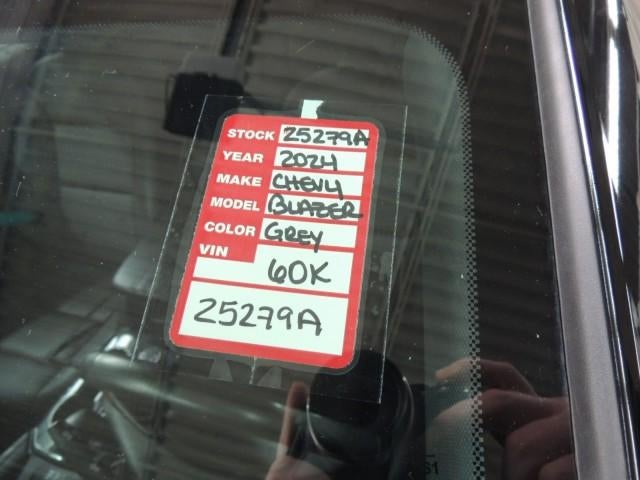 STOCK 25279A
YEAR 2024
MAKE CHEVY
MODEL BLAZER
COLOR GREY
VIN
60K
25279A